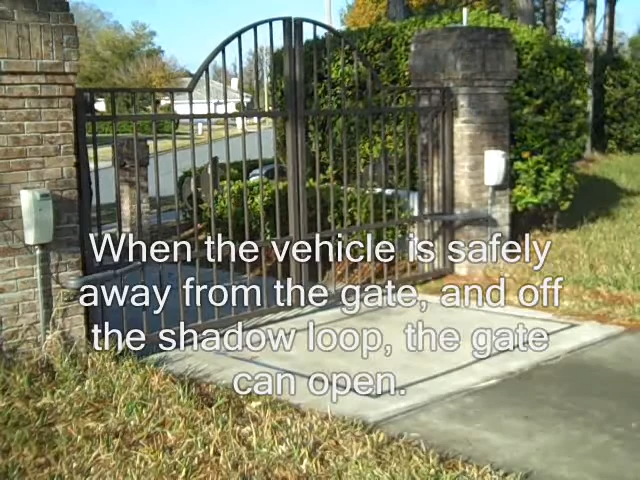 When the vehicle is safely
away from the gate, and off
the shadow loop, the gate
can open.